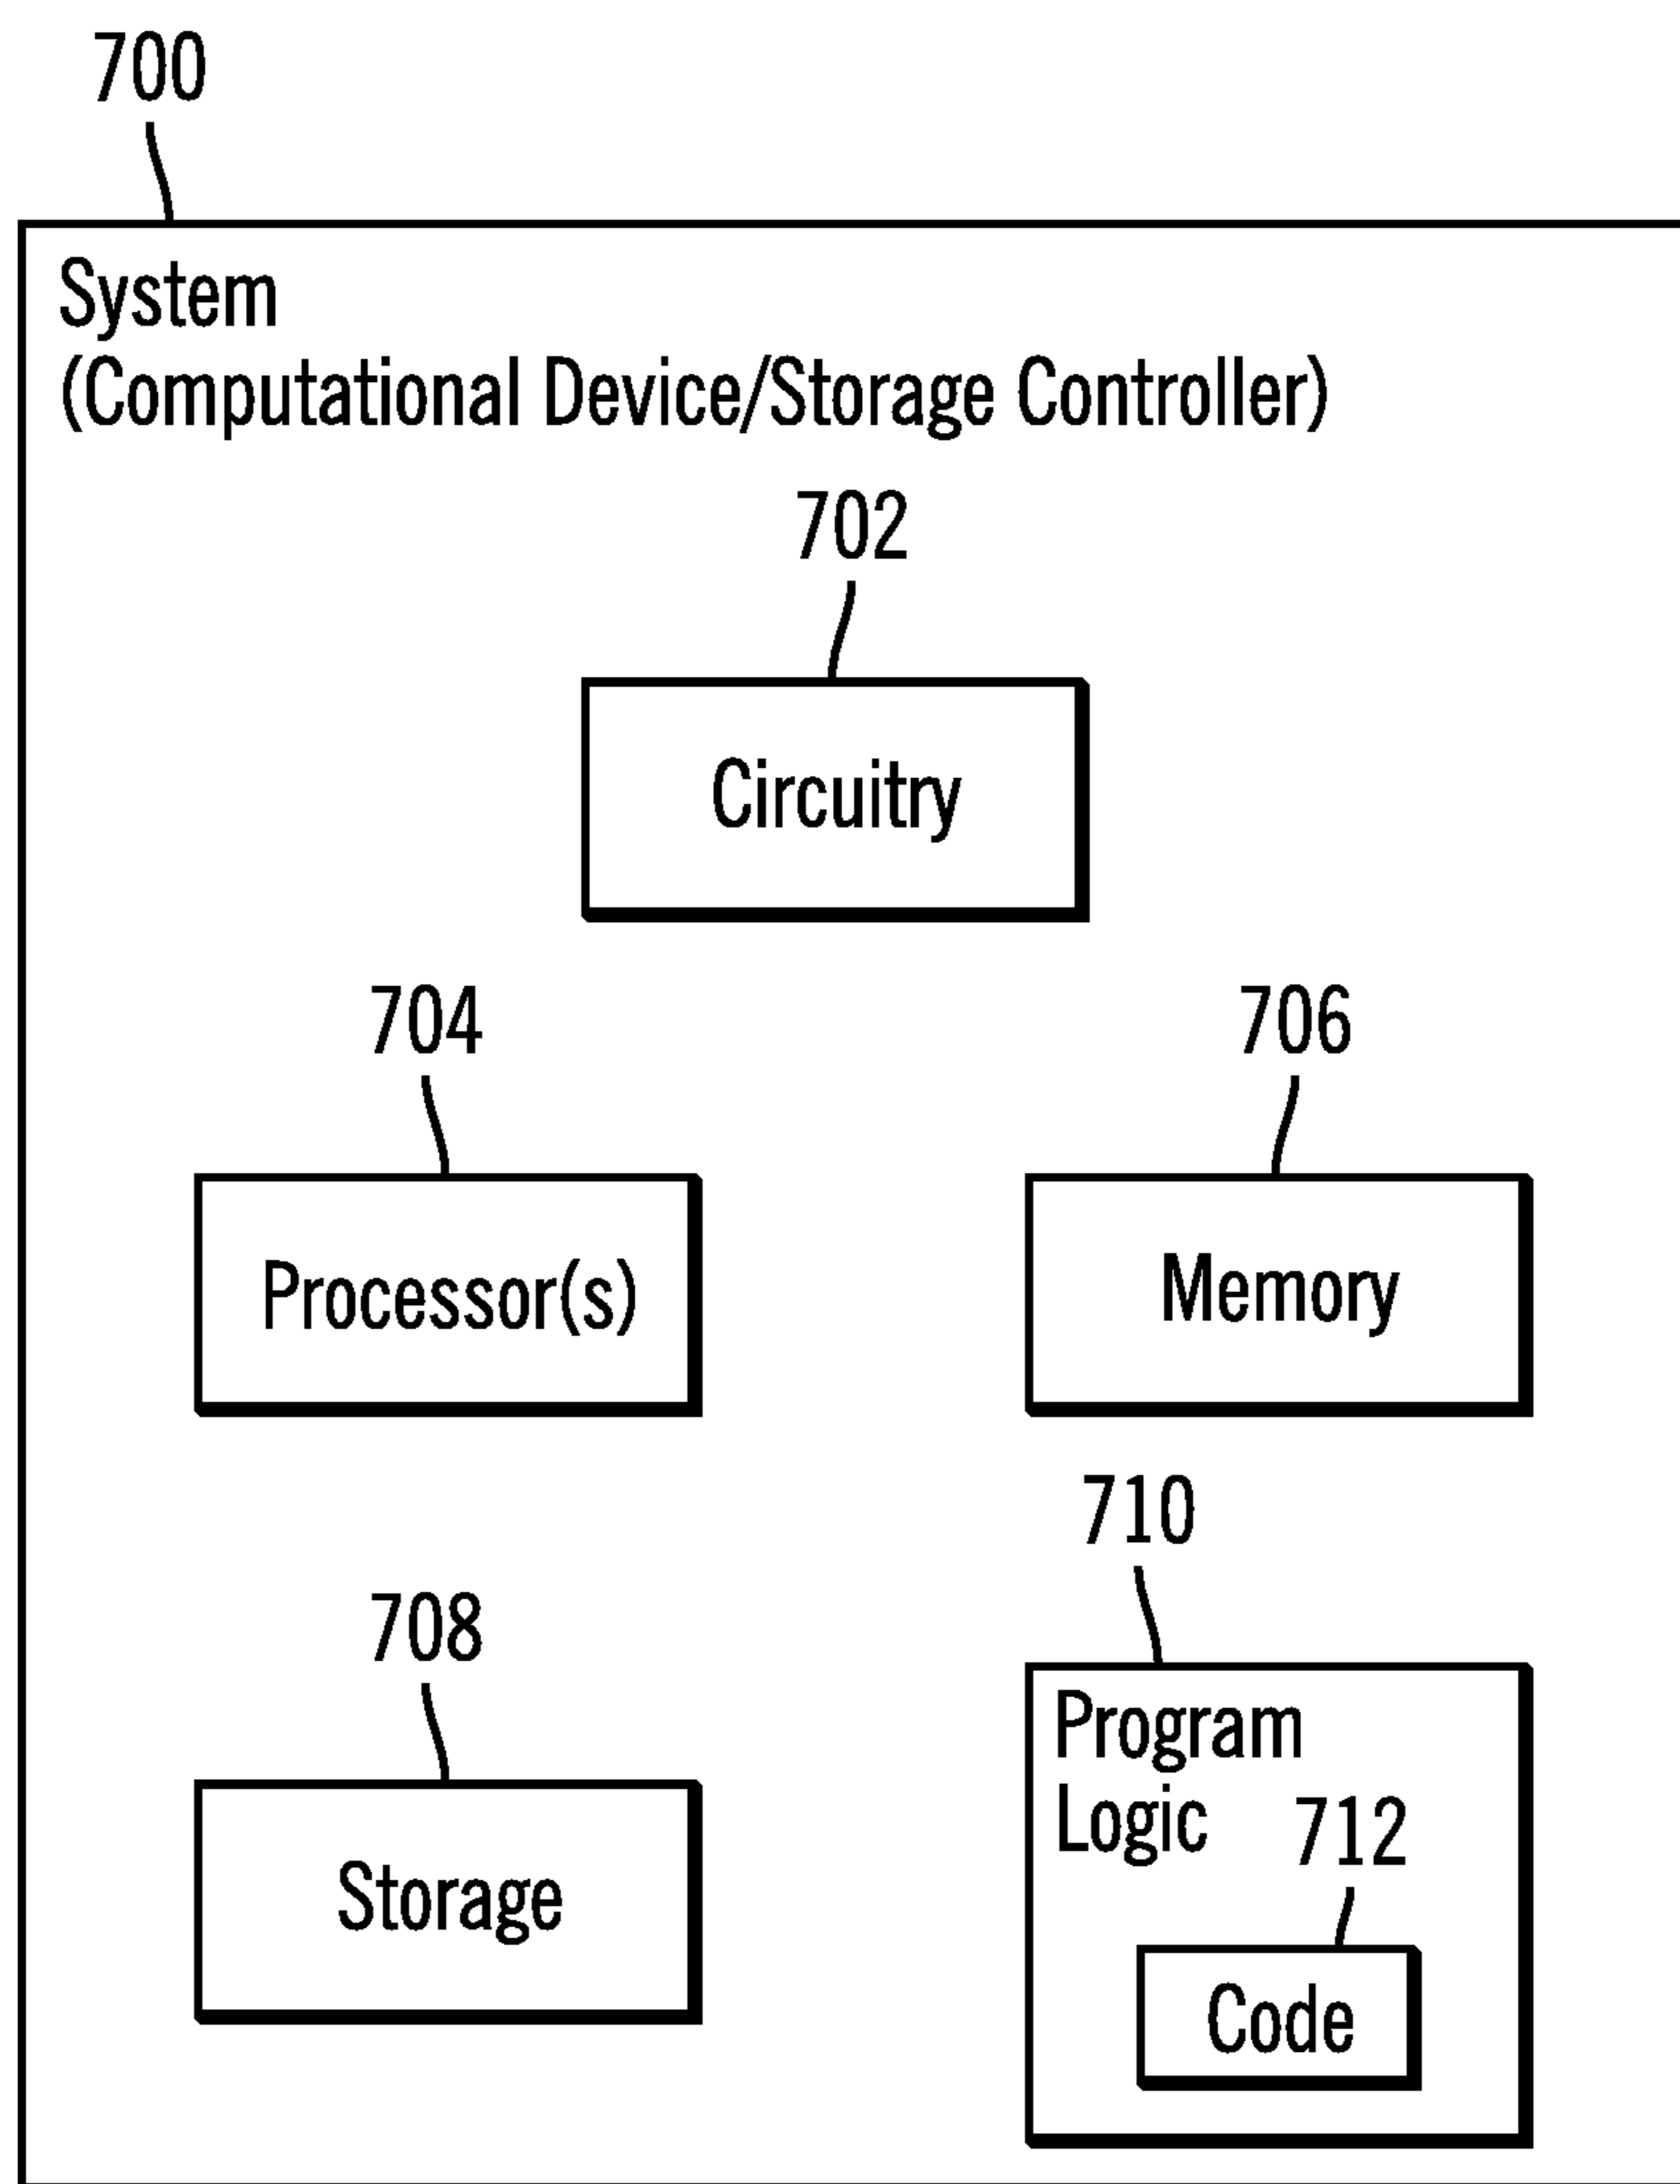 700
System
(Computational Device/Storage Controller)
702
Circuitry
704
706
Processor(s)
Memory
710
708
Program
Logic
712
Storage
Code